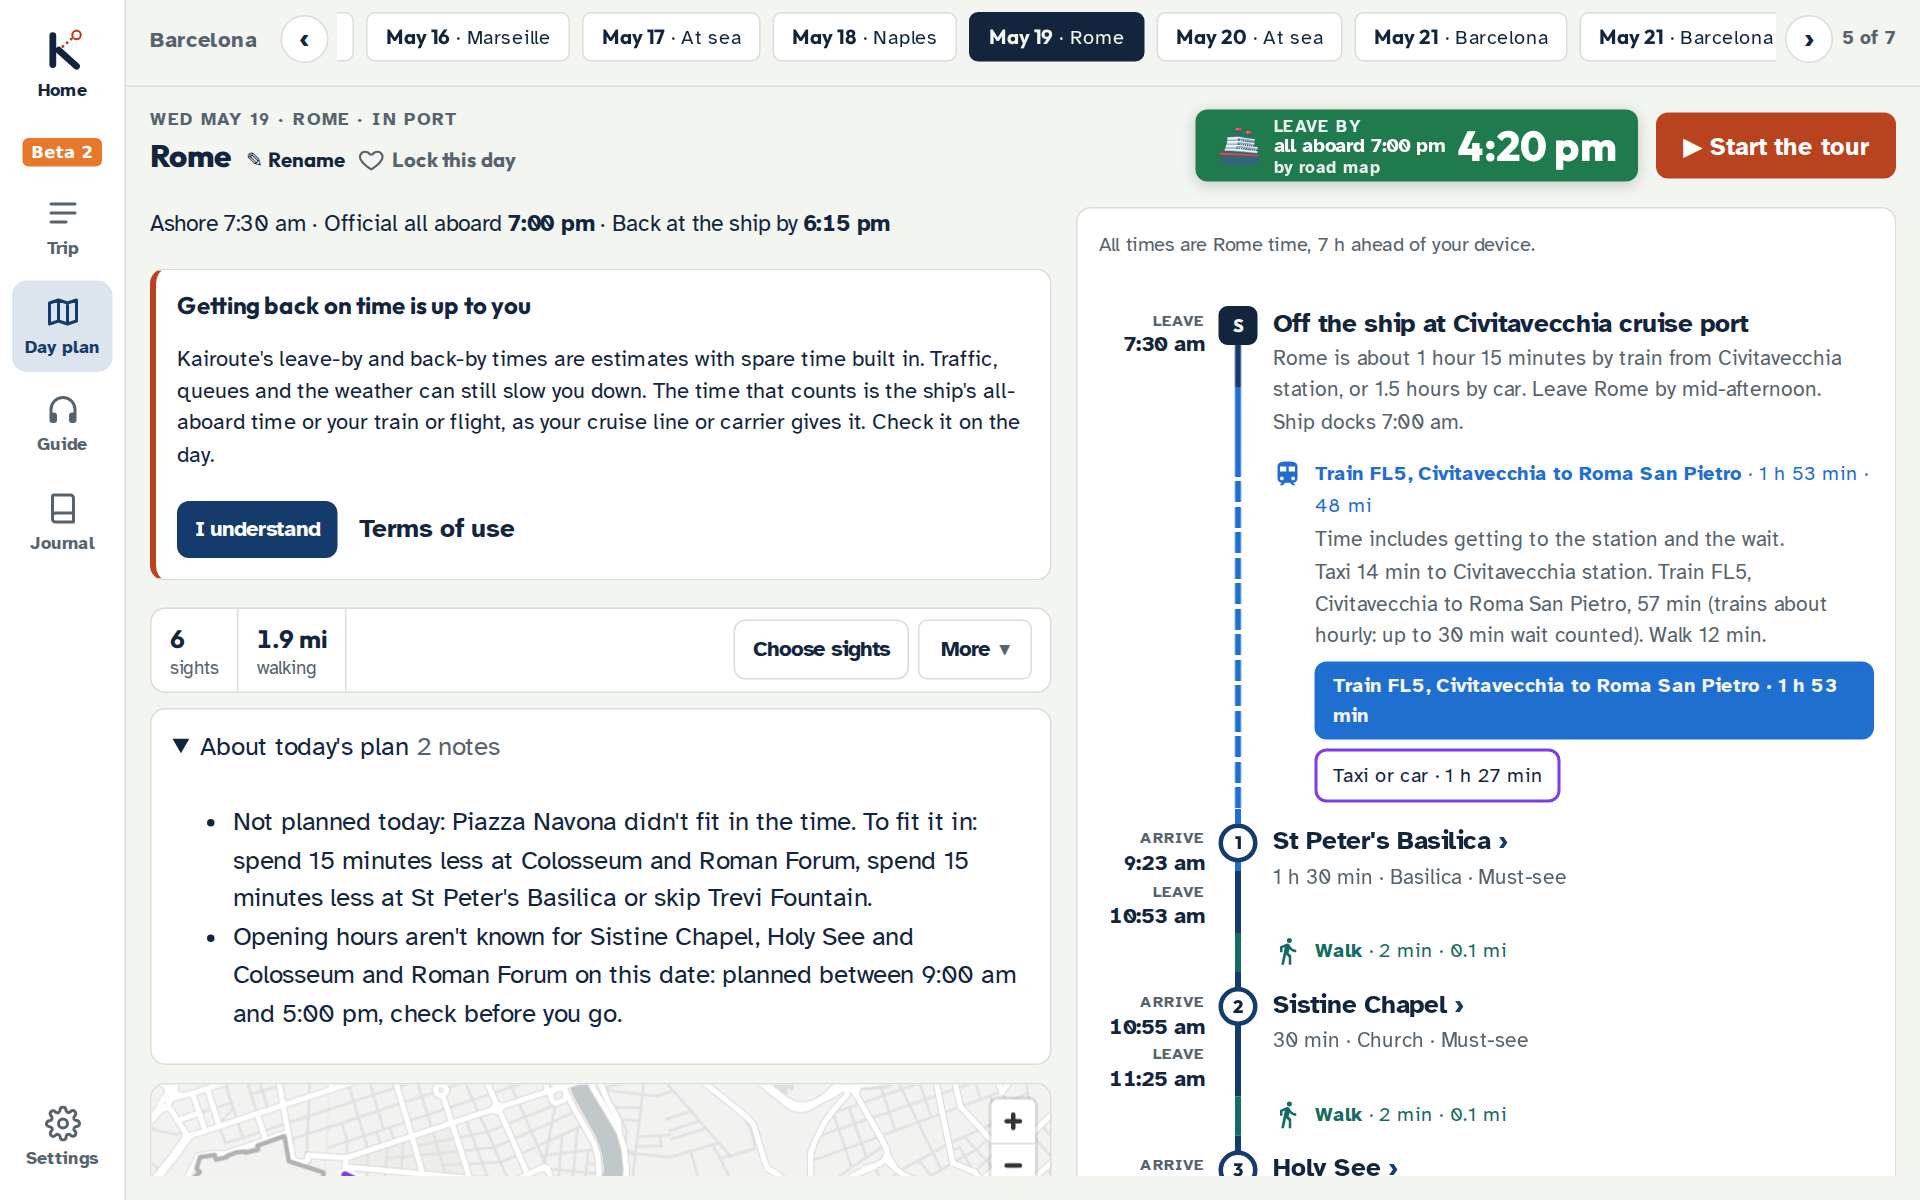 Home
Beta 2
Trip
Day plan
Guide
Journal
Settings
Barcelona
‹
May 16 · Marseille
May 17 · At sea
May 18 · Naples
May 19 · Rome
May 20 · At sea
May 21 · Barcelona
May 21 · Barcelona
›
5 of 7
WED MAY 19 · ROME · IN PORT
Rome
✎ Rename
Lock this day
LEAVE BY
all aboard 7:00 pm
by road map
4:20 pm
▶ Start the tour
Ashore 7:30 am · Official all aboard 7:00 pm · Back at the ship by 6:15 pm
Getting back on time is up to you
Kairoute's leave-by and back-by times are estimates with spare time built in. Traffic,
queues and the weather can still slow you down. The time that counts is the ship's all-
aboard time or your train or flight, as your cruise line or carrier gives it. Check it on the
day.
I understand
Terms of use
6
sights
1.9 mi
walking
Choose sights
More ▼
▼ About today's plan 2 notes
• Not planned today: Piazza Navona didn't fit in the time. To fit it in:
spend 15 minutes less at Colosseum and Roman Forum, spend 15
minutes less at St Peter's Basilica or skip Trevi Fountain.
• Opening hours aren't known for Sistine Chapel, Holy See and
Colosseum and Roman Forum on this date: planned between 9:00 am
and 5:00 pm, check before you go.
+
−
All times are Rome time, 7 h ahead of your device.
LEAVE
7:30 am
S
Off the ship at Civitavecchia cruise port
Rome is about 1 hour 15 minutes by train from Civitavecchia
station, or 1.5 hours by car. Leave Rome by mid-afternoon.
Ship docks 7:00 am.
Train FL5, Civitavecchia to Roma San Pietro · 1 h 53 min ·
48 mi
Time includes getting to the station and the wait.
Taxi 14 min to Civitavecchia station. Train FL5,
Civitavecchia to Roma San Pietro, 57 min (trains about
hourly: up to 30 min wait counted). Walk 12 min.
Train FL5, Civitavecchia to Roma San Pietro · 1 h 53
min
Taxi or car · 1 h 27 min
ARRIVE
9:23 am
LEAVE
10:53 am
1
St Peter's Basilica ›
1 h 30 min · Basilica · Must-see
Walk · 2 min · 0.1 mi
ARRIVE
10:55 am
LEAVE
11:25 am
2
Sistine Chapel ›
30 min · Church · Must-see
Walk · 2 min · 0.1 mi
ARRIVE
3
Holy See ›